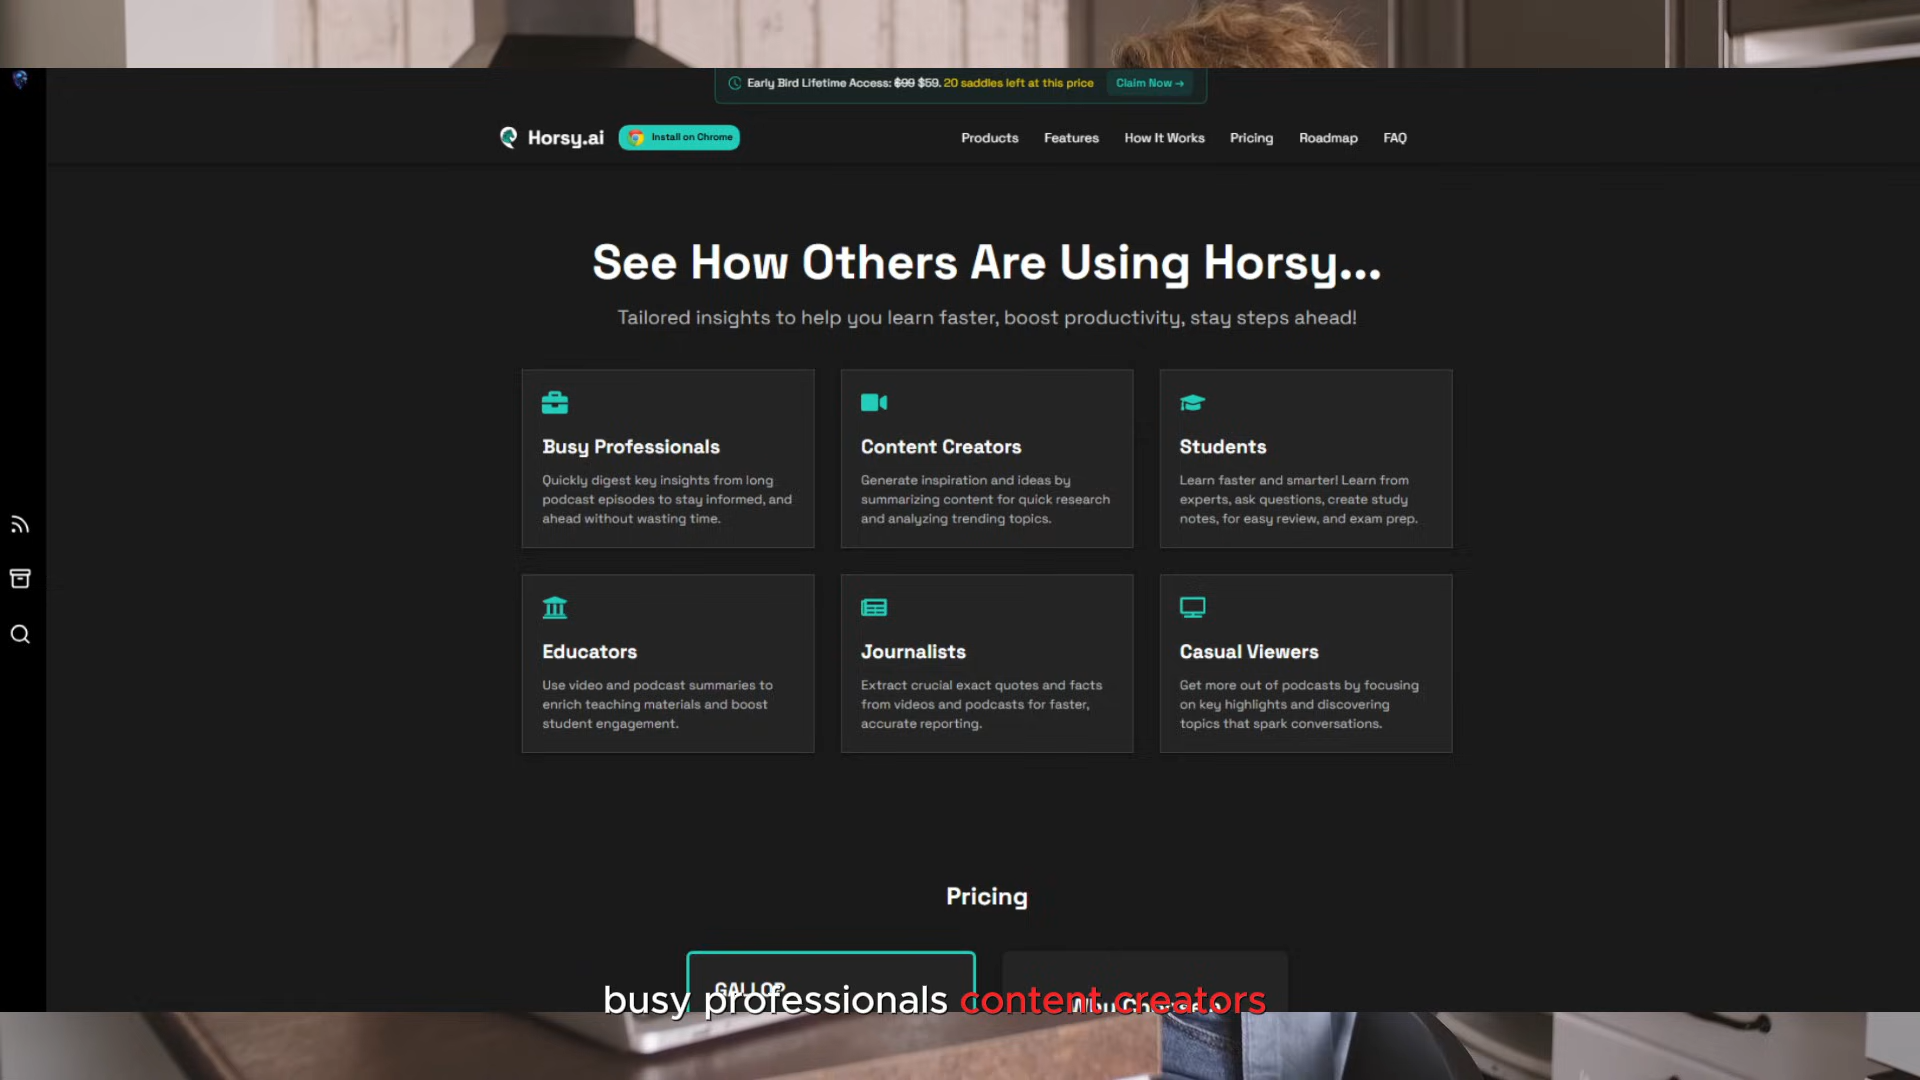 Early Bird Lifetime Access: $99 $59. 20 saddles left at this price Claim Now →
Horsy.ai Install on Chrome Products Features How It Works Pricing Roadmap FAQ
See How Others Are Using Horsy...
Tailored insights to help you learn faster, boost productivity, stay steps ahead!
Busy Professionals
Quickly digest key insights from long
podcast episodes to stay informed, and
ahead without wasting time.
Content Creators
Generate inspiration and ideas by
summarizing content for quick research
and analyzing trending topics.
Students
Learn faster and smarter! Learn from
experts, ask questions, create study
notes, for easy review, and exam prep.
Educators
Use video and podcast summaries to
enrich teaching materials and boost
student engagement.
Journalists
Extract crucial exact quotes and facts
from videos and podcasts for faster,
accurate reporting.
Casual Viewers
Get more out of podcasts by focusing
on key highlights and discovering
topics that spark conversations.
Pricing
GALLOP
busy professionals content creators